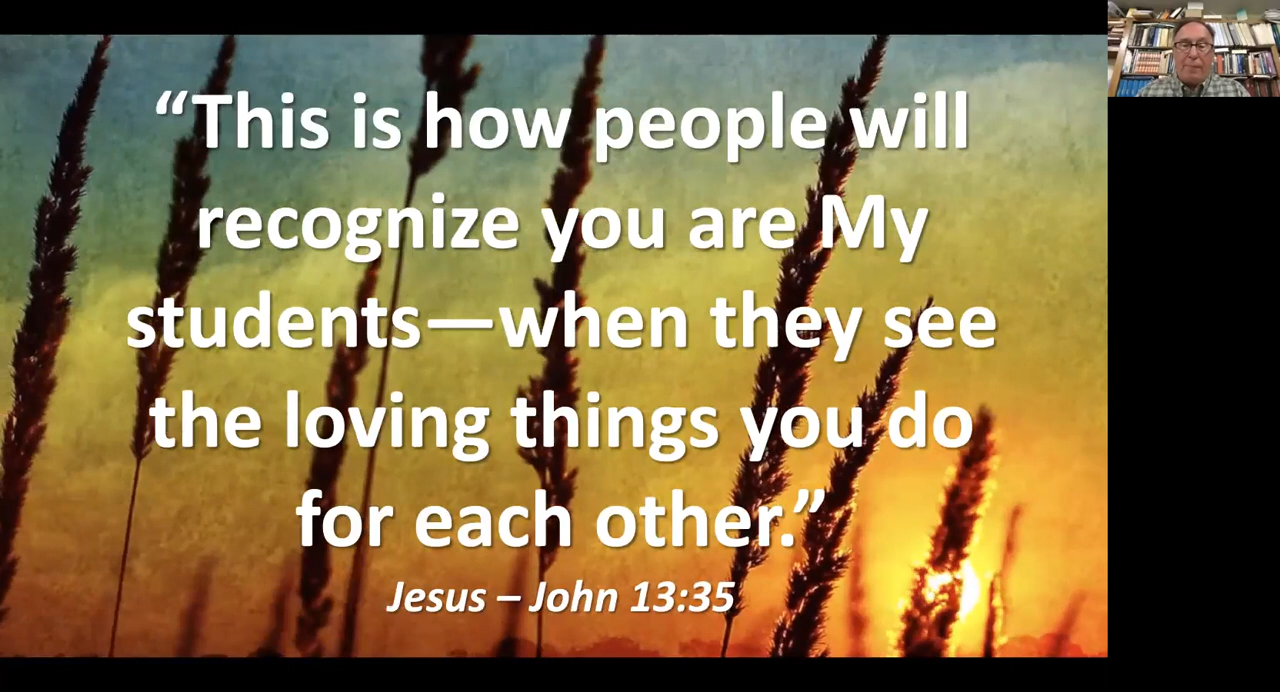 “This is how people will
recognize you are My
students—when they see
the loving things you do
for each other.”
Jesus – John 13:35